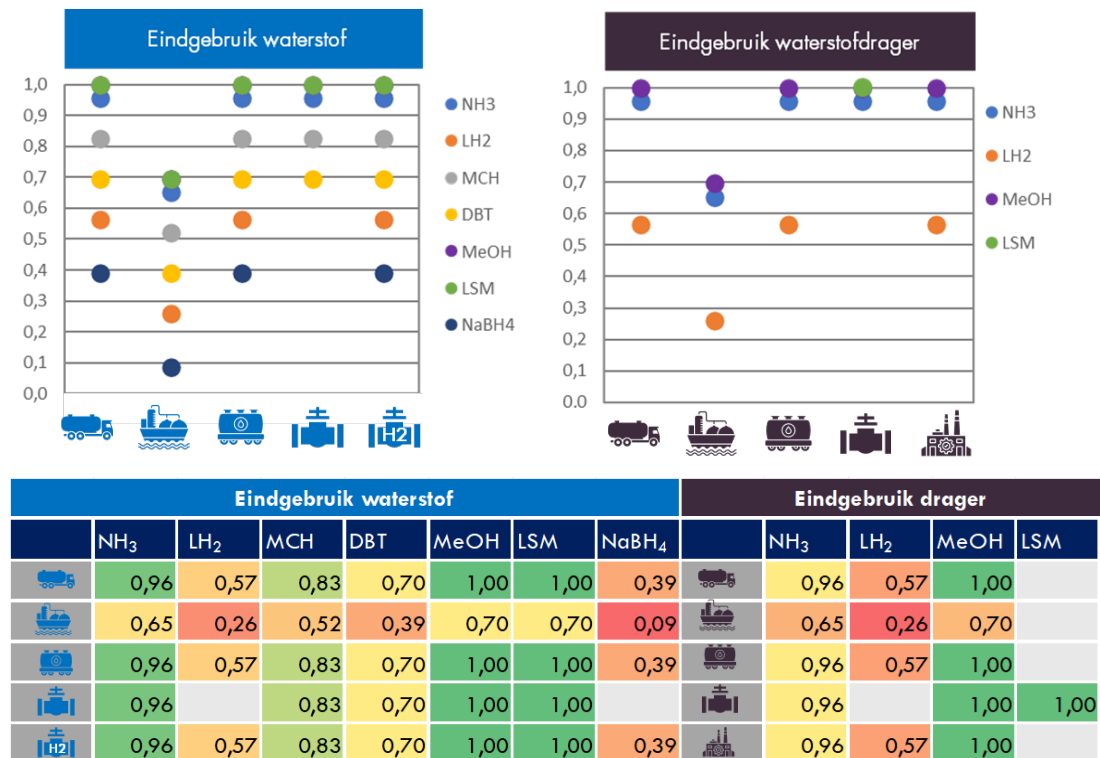 Eindgebruik waterstof
1,0
0,9
0,8
0,7
0,6
0,5
0,4
0,3
0,2
0,1
0,0
NH3
LH2
MCH
DBT
MeOH
LSM
NaBH4
H2
Eindgebruik waterstofdrager
1,0
0,9
0,8
0,7
0,6
0,5
0,4
0,3
0,2
0,1
0.0
NH3
LH2
MeOH
LSM
Eindgebruik waterstof Eindgebruik drager
NH₃ LH₂ MCH DBT MeOH LSM NaBH₄ NH₃ LH₂ MeOH LSM
0,96 0,57 0,83 0,70 1,00 1,00 0,39 0,96 0,57 1,00
0,65 0,26 0,52 0,39 0,70 0,70 0,09 0,65 0,26 0,70
0,96 0,57 0,83 0,70 1,00 1,00 0,39 0,96 0,57 1,00
0,96 0,83 0,70 1,00 1,00 0,96 1,00 1,00
H2 0,96 0,57 0,83 0,70 1,00 1,00 0,39 0,96 0,57 1,00